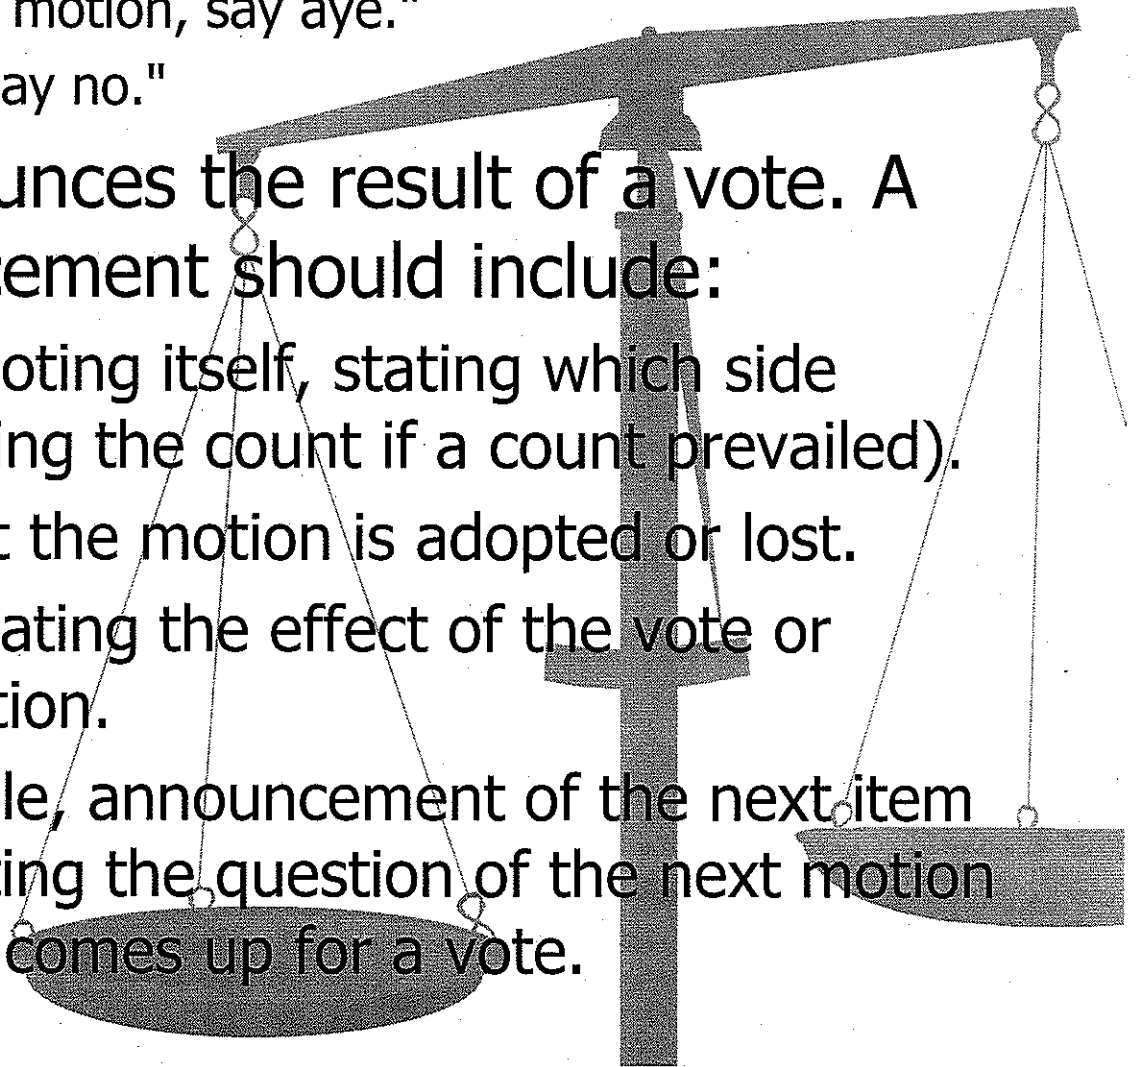 motion, say aye."
ay no."
unces the result of a vote. A
cement should include:
oting itself, stating which side
ing the count if a count prevailed).
t the motion is adopted or lost.
ating the effect of the vote or
tion.
le, announcement of the next item
ting the question of the next motion
comes up for a vote.